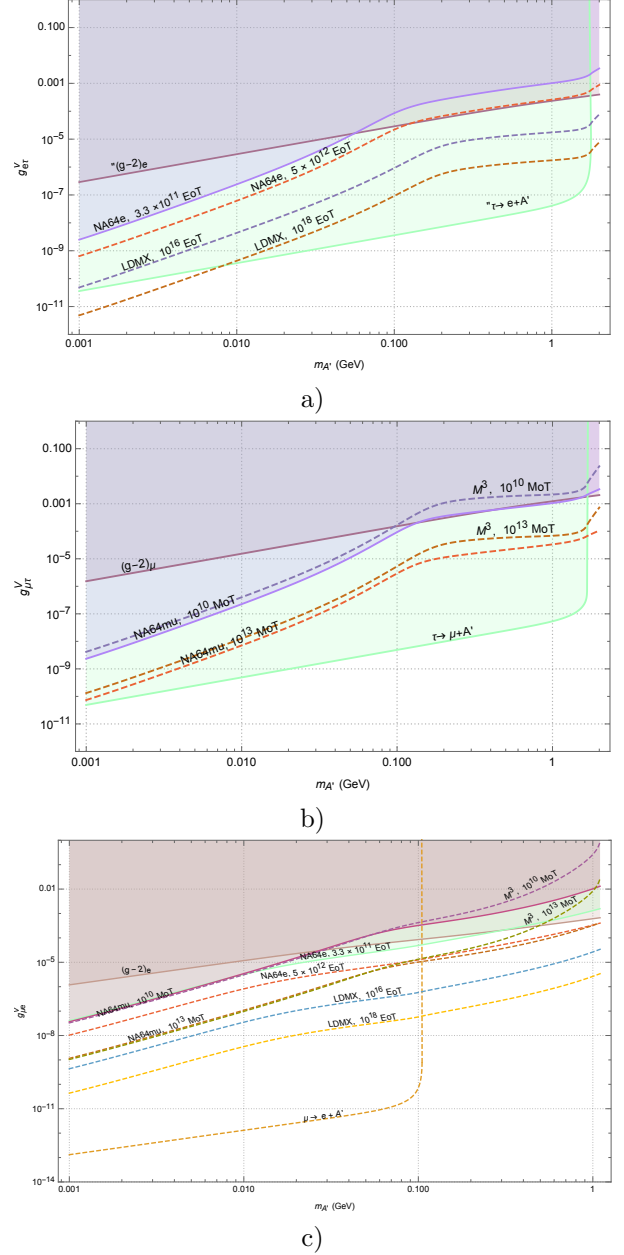 0.100
0.001
10⁻⁵
10⁻⁷
10⁻⁹
10⁻¹¹
g^V_eτ
"(g-2)e
NA64e, 3.3 ×10¹¹ EoT
NA64e, 5 × 10¹² EoT
LDMX, 10¹⁶ EoT
LDMX, 10¹⁸ EoT
"τ→ e+A'
0.001 0.010 0.100 1
m_A' (GeV)
a)
0.100
0.001
10⁻⁵
10⁻⁷
10⁻⁹
10⁻¹¹
g^V_μτ
M³, 10¹⁰ MoT
M³, 10¹³ MoT
(g-2)μ
NA64mu, 10¹⁰ MoT
NA64mu, 10¹³ MoT
τ→ μ+A'
0.001 0.010 0.100 1
m_A' (GeV)
b)
0.01
10⁻⁵
10⁻⁸
10⁻¹¹
10⁻¹⁴
g^V_μe
M³, 10¹⁰ MoT
M³, 10¹³ MoT
(g-2)e
NA64e, 3.3 × 10¹¹ EoT
NA64e, 5 × 10¹² EoT
NA64mu, 10¹⁰ MoT
NA64mu, 10¹³ MoT
LDMX, 10¹⁶ EoT
LDMX, 10¹⁸ EoT
μ→ e+A'
0.001 0.010 0.100 1
m_A' (GeV)
c)